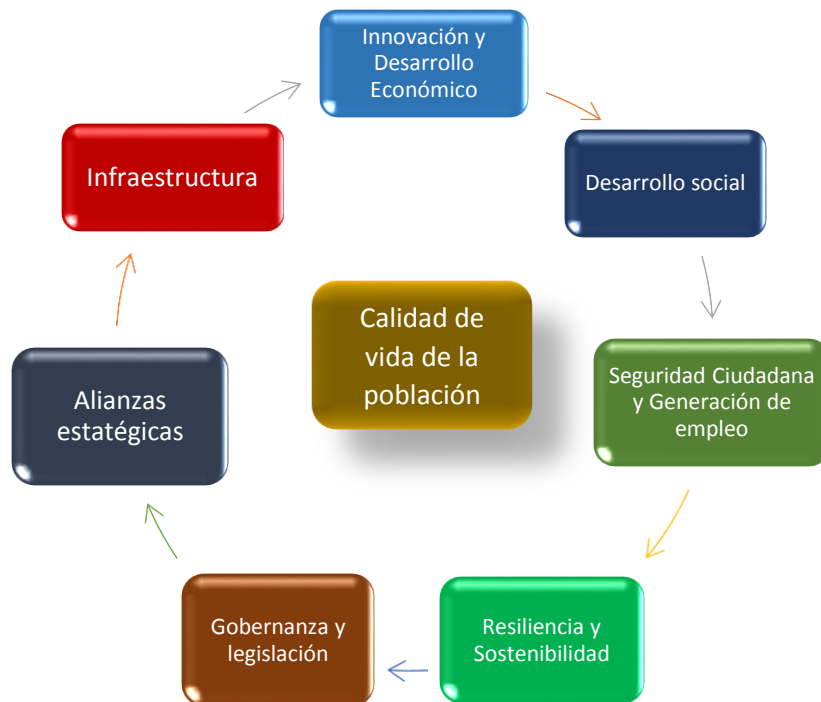 Innovación y
Desarrollo
Económico
Desarrollo social
Seguridad Ciudadana
y Generación de
empleo
Resiliencia y
Sostenibilidad
Gobernanza y
legislación
Alianzas
estatégicas
Infraestructura
Calidad de
vida de la
población